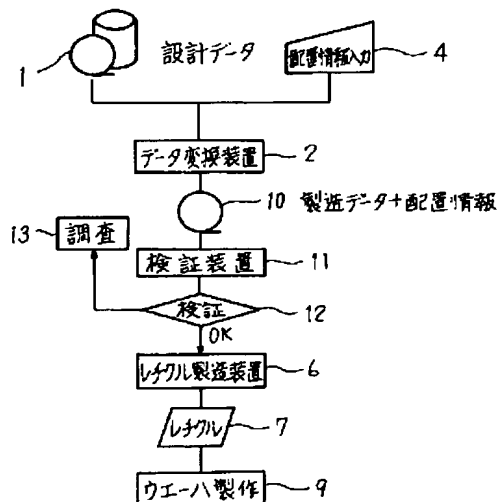 設計データ
1
配置情報入力
4
データ変換装置
2
10 製造データ+配置情報
13 調査
検証装置
11
検証
12
OK
レチクル製造装置
6
レチクル
7
ウエーハ製作
9